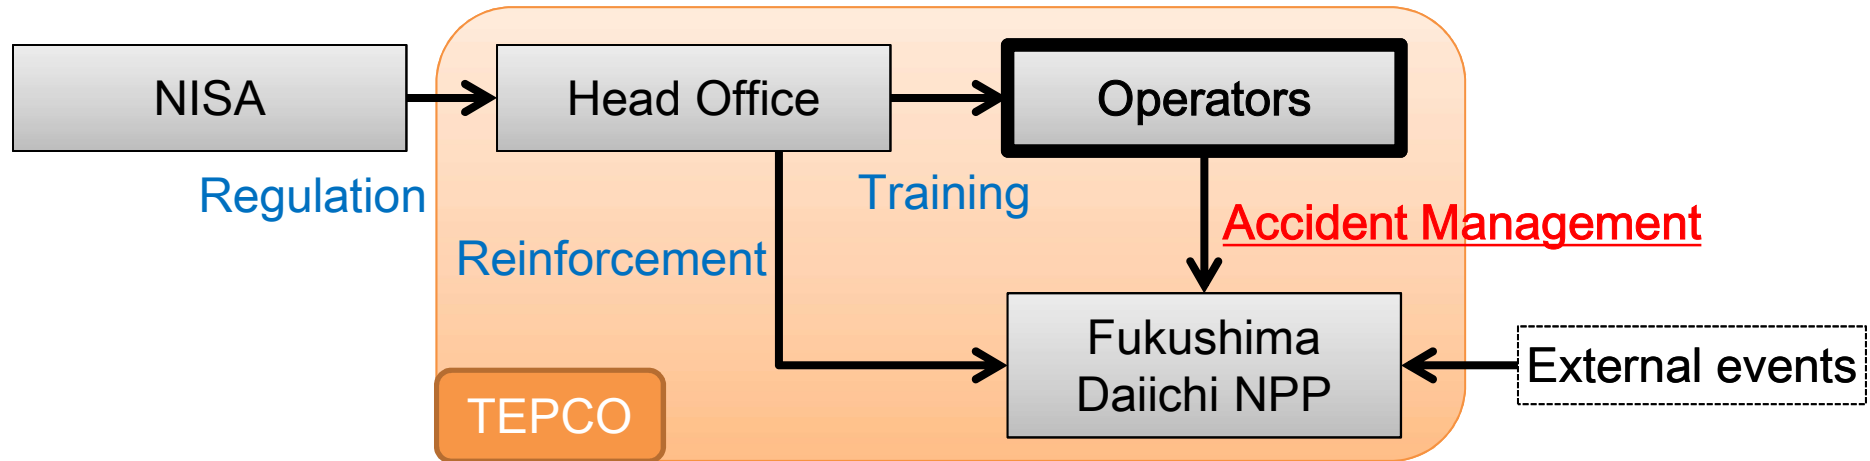 NISA
Head Office
Operators
Regulation
Training
Reinforcement
Accident Management
Fukushima
Daiichi NPP
External events
TEPCO